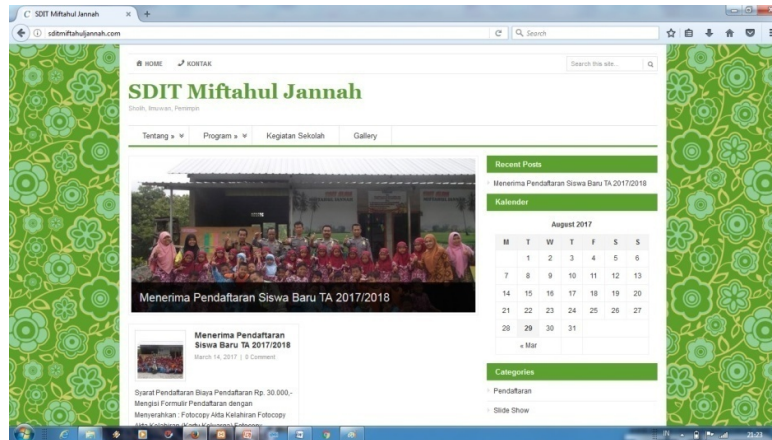 SDIT Miftahul Jannah
sditmiftahuljannah.com
Search
HOME
KONTAK
Search this site...
SDIT Miftahul Jannah
Tentang »
Program »
Kegiatan Sekolah
Gallery
Menerima Pendaftaran Siswa Baru TA 2017/2018
Menerima Pendaftaran
Siswa Baru TA 2017/2018
March 14, 2017 | 0 Comment
Syarat Pendaftaran Biaya Pendaftaran Rp. 30.000,-
Mengisi Formulir Pendaftaran dengan
Menyerahkan : Fotocopy Akta Kelahiran Fotocopy
Recent Posts
Menerima Pendaftaran Siswa Baru TA 2017/2018
Kalender
August 2017
M T W T F S S
1 2 3 4 5 6
7 8 9 10 11 12 13
14 15 16 17 18 19 20
21 22 23 24 25 26 27
28 29 30 31
« Mar
Categories
Pendaftaran
Slide Show
IN
21:23